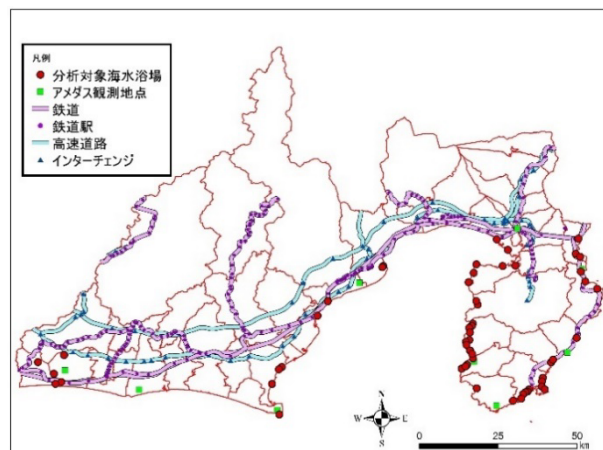 凡例
分析対象海水浴場
アメダス観測地点
鉄道
鉄道駅
高速道路
インターチェンジ
N
W
E
S
0 25 50
km